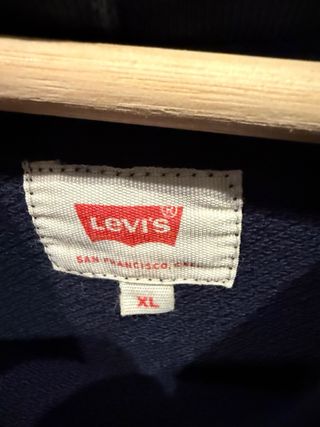 Levi's®
SAN FRANCISCO,
XL